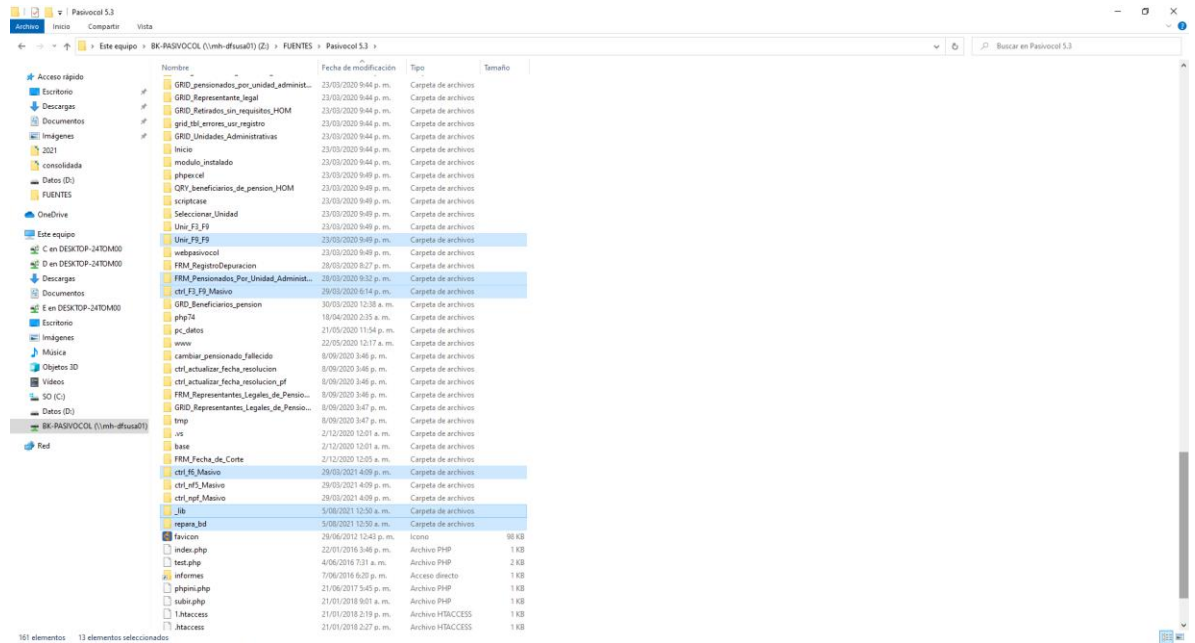 Pasivocol 5.3
Archivo Inicio Compartir Vista
Este equipo > BK-PASIVOCOL (\\mh-dfsusa01) (Z:) > FUENTES > Pasivocol 5.3 >
Buscar en Pasivocol 5.3
Acceso rápido
Escritorio
Descargas
Documentos
Imágenes
2021
consolidada
Datos (D:)
FUENTES
OneDrive
Este equipo
C en DESKTOP-24TOM00
D en DESKTOP-24TOM00
Descargas
Documentos
E en DESKTOP-24TOM00
Escritorio
Imágenes
Música
Objetos 3D
Vídeos
SO (C:)
Datos (D:)
BK-PASIVOCOL (\\mh-dfsusa01)
Red
Nombre Fecha de modificación Tipo Tamaño
GRID_pensionados_por_unidad_administ... 23/03/2020 9:44 p. m. Carpeta de archivos
GRID_Representante_legal 23/03/2020 9:44 p. m. Carpeta de archivos
GRID_Retirados_sin_requisitos_HOM 23/03/2020 9:44 p. m. Carpeta de archivos
grid_tbl_errores_usr_registro 23/03/2020 9:44 p. m. Carpeta de archivos
GRID_Unidades_Administrativas 23/03/2020 9:44 p. m. Carpeta de archivos
Inicio 23/03/2020 9:44 p. m. Carpeta de archivos
modulo_instalado 23/03/2020 9:44 p. m. Carpeta de archivos
phpexcel 23/03/2020 9:49 p. m. Carpeta de archivos
QRY_beneficiarios_de_pension_HOM 23/03/2020 9:49 p. m. Carpeta de archivos
scriptcase 23/03/2020 9:49 p. m. Carpeta de archivos
Seleccionar_Unidad 23/03/2020 9:49 p. m. Carpeta de archivos
Unir_F3_F9 23/03/2020 9:49 p. m. Carpeta de archivos
Unir_F9_F9 23/03/2020 9:49 p. m. Carpeta de archivos
webpasivocol 23/03/2020 9:49 p. m. Carpeta de archivos
FRM_RegistroDepuracion 28/03/2020 8:27 p. m. Carpeta de archivos
FRM_Pensionados_Por_Unidad_Administ... 28/03/2020 9:32 p. m. Carpeta de archivos
ctrl_F3_F9_Masivo 29/03/2020 6:14 p. m. Carpeta de archivos
GRD_Beneficiarios_pension 30/03/2020 12:38 a. m. Carpeta de archivos
php74 18/04/2020 2:35 a. m. Carpeta de archivos
pc_datos 21/05/2020 11:54 p. m. Carpeta de archivos
www 22/05/2020 12:17 a. m. Carpeta de archivos
cambiar_pensionado_fallecido 8/09/2020 3:46 p. m. Carpeta de archivos
ctrl_actualizar_fecha_resolucion 8/09/2020 3:46 p. m. Carpeta de archivos
ctrl_actualizar_fecha_resolucion_pf 8/09/2020 3:46 p. m. Carpeta de archivos
FRM_Representantes_Legales_de_Pensio... 8/09/2020 3:46 p. m. Carpeta de archivos
GRID_Representantes_Legales_de_Pensio... 8/09/2020 3:47 p. m. Carpeta de archivos
tmp 8/09/2020 3:47 p. m. Carpeta de archivos
.vs 2/12/2020 12:01 a. m. Carpeta de archivos
base 2/12/2020 12:01 a. m. Carpeta de archivos
FRM_Fecha_de_Corte 2/12/2020 12:05 a. m. Carpeta de archivos
ctrl_f6_Masivo 29/03/2021 4:09 p. m. Carpeta de archivos
ctrl_nf5_Masivo 29/03/2021 4:09 p. m. Carpeta de archivos
ctrl_npf_Masivo 29/03/2021 4:09 p. m. Carpeta de archivos
_lib 5/08/2021 12:50 a. m. Carpeta de archivos
repara_bd 5/08/2021 12:50 a. m. Carpeta de archivos
favicon 29/06/2012 12:43 p. m. Icono 98 KB
index.php 22/01/2016 3:46 p. m. Archivo PHP 1 KB
test.php 4/06/2016 7:31 a. m. Archivo PHP 2 KB
informes 7/06/2016 6:20 p. m. Acceso directo 1 KB
phpini.php 21/06/2017 5:45 p. m. Archivo PHP 1 KB
subir.php 21/01/2018 9:01 a. m. Archivo PHP 1 KB
1.htaccess 21/01/2018 2:19 p. m. Archivo HTACCESS 1 KB
.htaccess 21/01/2018 2:27 p. m. Archivo HTACCESS 1 KB
161 elementos 13 elementos seleccionados